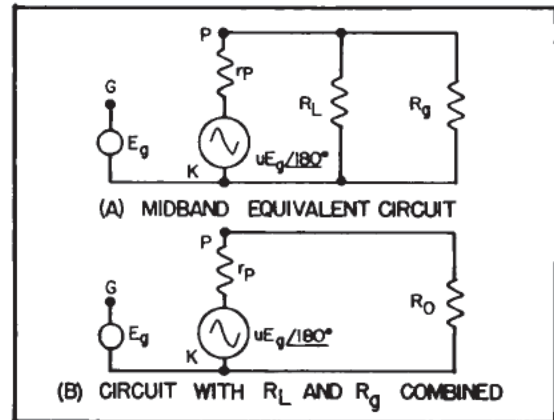 P
rP
G
RL
Rg
Eg
uEg/180°
K
(A) MIDBAND EQUIVALENT CIRCUIT
P
rP
G
RO
Eg
uEg/180°
K
(B) CIRCUIT WITH RL AND Rg COMBINED